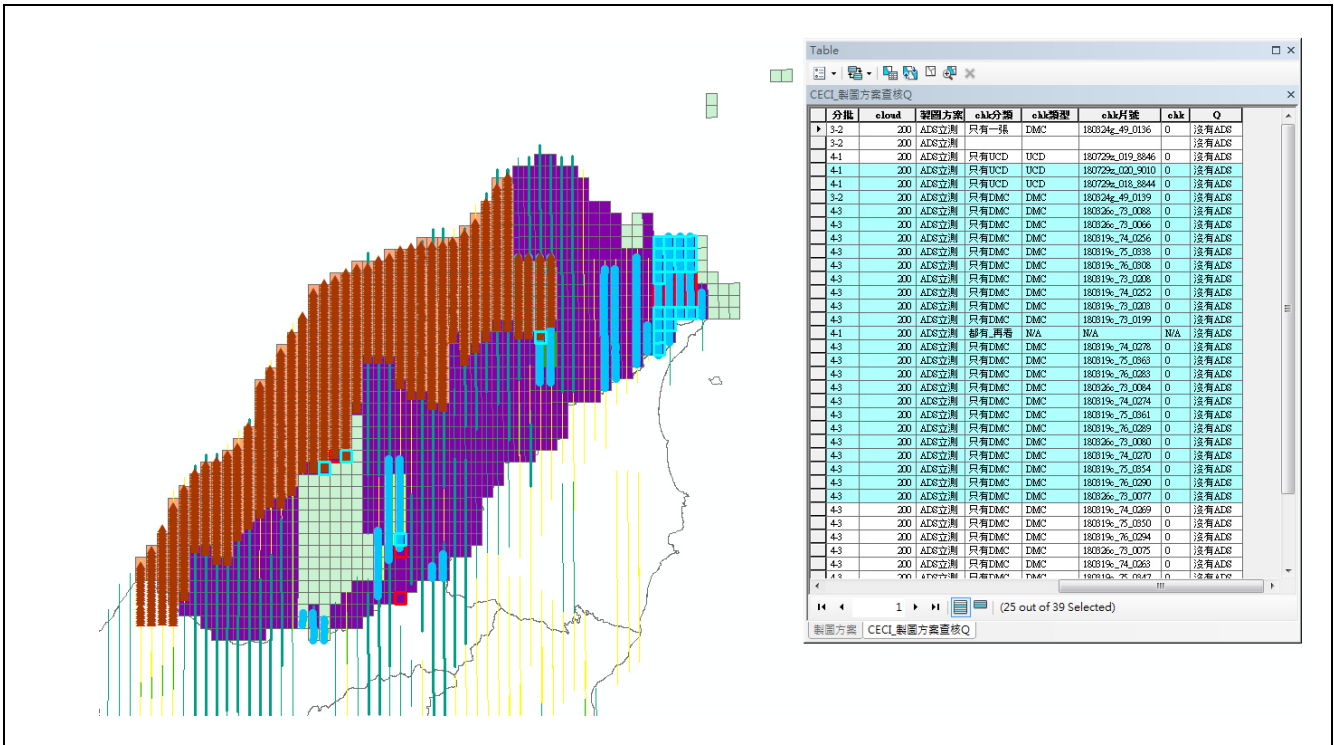 Table
CECI_製圖方案查核Q
分批 cloud 製圖方案 chk分類 chk類型 chk片號 chk Q
3-2 200 ADS立測 只有一張 DMC 180324g_49_0136 0 沒有ADS
3-2 200 ADS立測 沒有ADS
4-1 200 ADS立測 只有UCD UCD 180729z_019_8846 0 沒有ADS
4-1 200 ADS立測 只有UCD UCD 180729z_020_9010 0 沒有ADS
4-1 200 ADS立測 只有UCD UCD 180729z_018_8844 0 沒有ADS
3-2 200 ADS立測 只有DMC DMC 180324g_49_0139 0 沒有ADS
4-3 200 ADS立測 只有DMC DMC 180326c_73_0088 0 沒有ADS
4-3 200 ADS立測 只有DMC DMC 180326c_73_0066 0 沒有ADS
4-3 200 ADS立測 只有DMC DMC 180319c_74_0256 0 沒有ADS
4-3 200 ADS立測 只有DMC DMC 180319c_75_0338 0 沒有ADS
4-3 200 ADS立測 只有DMC DMC 180319c_76_0308 0 沒有ADS
4-3 200 ADS立測 只有DMC DMC 180319c_73_0208 0 沒有ADS
4-3 200 ADS立測 只有DMC DMC 180319c_74_0252 0 沒有ADS
4-3 200 ADS立測 只有DMC DMC 180319c_73_0203 0 沒有ADS
4-3 200 ADS立測 只有DMC DMC 180319c_73_0199 0 沒有ADS
4-1 200 ADS立測 都有_再看 N/A N/A N/A 沒有ADS
4-3 200 ADS立測 只有DMC DMC 180319c_74_0278 0 沒有ADS
4-3 200 ADS立測 只有DMC DMC 180319c_75_0363 0 沒有ADS
4-3 200 ADS立測 只有DMC DMC 180319c_76_0283 0 沒有ADS
4-3 200 ADS立測 只有DMC DMC 180326c_73_0084 0 沒有ADS
4-3 200 ADS立測 只有DMC DMC 180319c_74_0274 0 沒有ADS
4-3 200 ADS立測 只有DMC DMC 180319c_75_0361 0 沒有ADS
4-3 200 ADS立測 只有DMC DMC 180319c_76_0289 0 沒有ADS
4-3 200 ADS立測 只有DMC DMC 180326c_73_0080 0 沒有ADS
4-3 200 ADS立測 只有DMC DMC 180319c_74_0270 0 沒有ADS
4-3 200 ADS立測 只有DMC DMC 180319c_75_0354 0 沒有ADS
4-3 200 ADS立測 只有DMC DMC 180319c_76_0290 0 沒有ADS
4-3 200 ADS立測 只有DMC DMC 180326c_73_0077 0 沒有ADS
4-3 200 ADS立測 只有DMC DMC 180319c_74_0269 0 沒有ADS
4-3 200 ADS立測 只有DMC DMC 180319c_75_0350 0 沒有ADS
4-3 200 ADS立測 只有DMC DMC 180319c_76_0294 0 沒有ADS
4-3 200 ADS立測 只有DMC DMC 180326c_73_0075 0 沒有ADS
4-3 200 ADS立測 只有DMC DMC 180319c_74_0263 0 沒有ADS
4-3 200 ADS立測 只有DMC DMC 180319c_75_0347 0 沒有ADS
1 (25 out of 39 Selected)
製圖方案 CECI_製圖方案查核Q